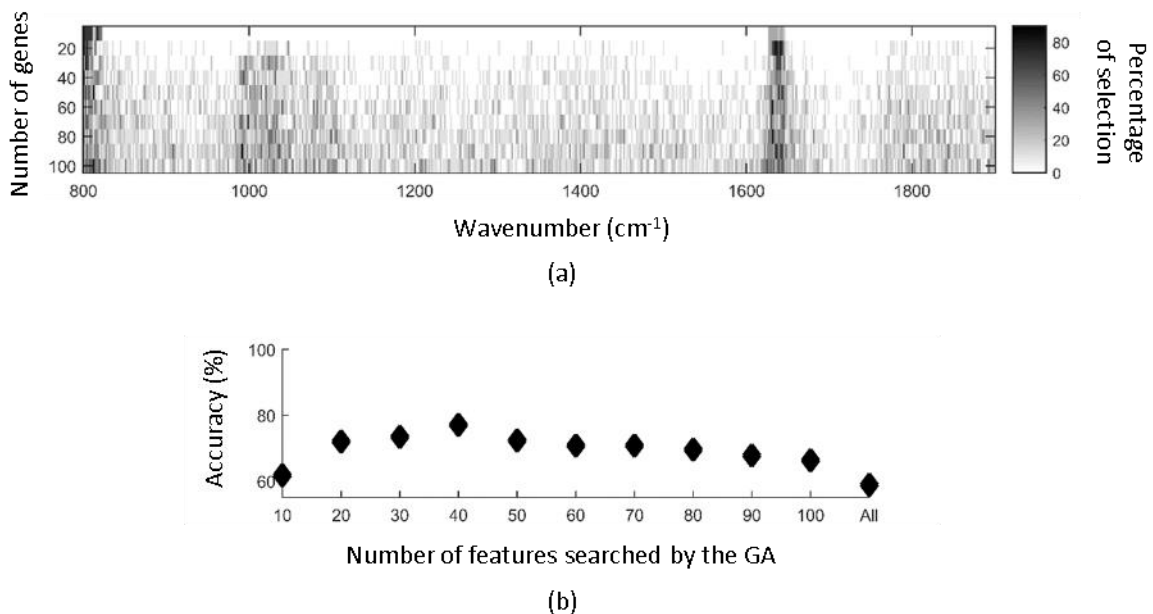 Number of genes
20
40
60
80
100
800 1000 1200 1400 1600 1800
Wavenumber (cm-1)
80
60
40
20
0
Percentage
of selection
(a)
Accuracy (%)
100
80
60
10 20 30 40 50 60 70 80 90 100 All
Number of features searched by the GA
(b)